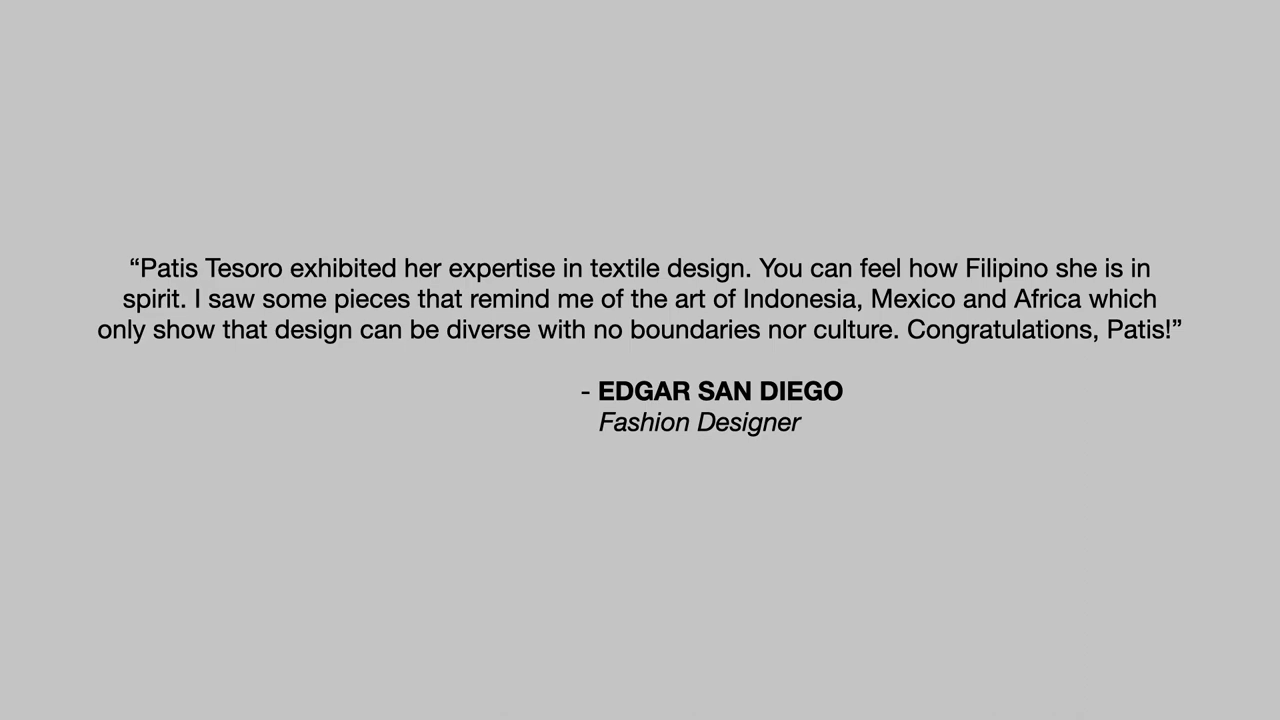 “Patis Tesoro exhibited her expertise in textile design. You can feel how Filipino she is in
spirit. I saw some pieces that remind me of the art of Indonesia, Mexico and Africa which
only show that design can be diverse with no boundaries nor culture. Congratulations, Patis!”
- EDGAR SAN DIEGO
Fashion Designer